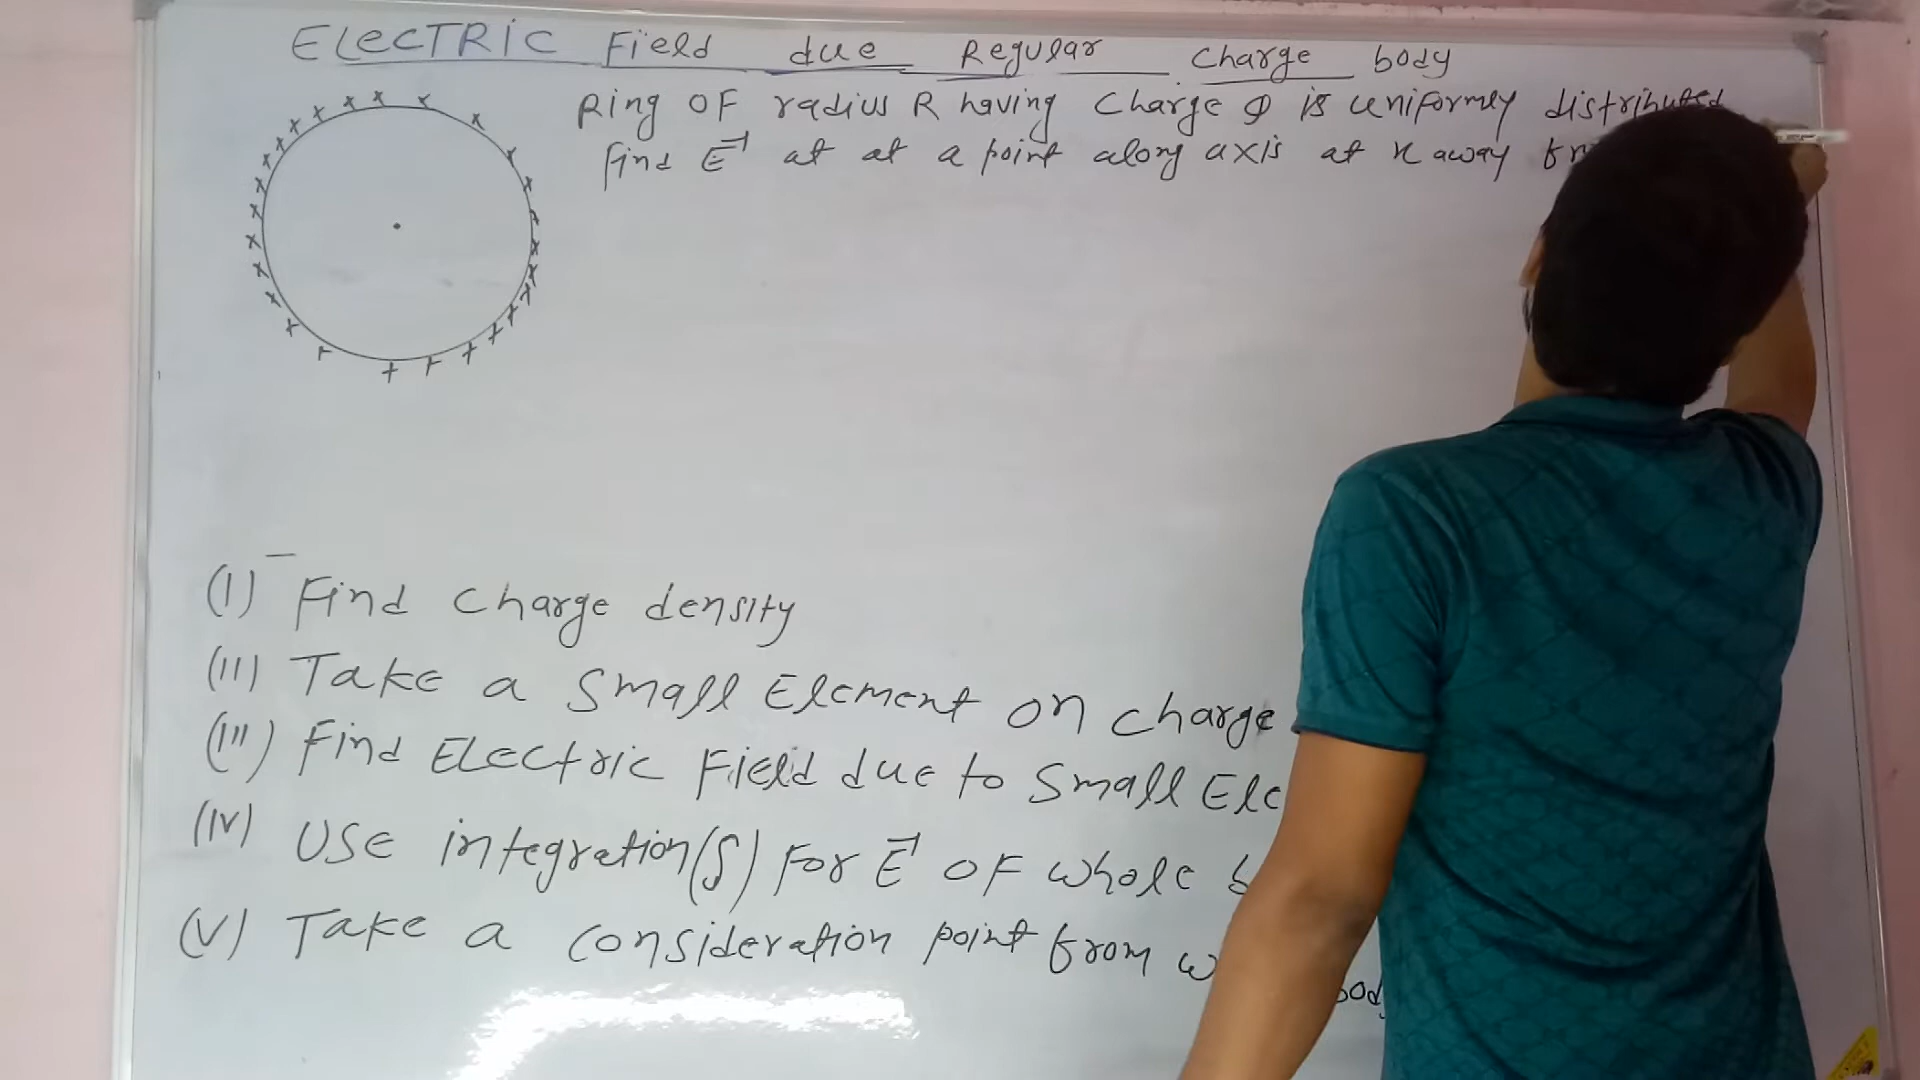 ELECTRIC Field due Regular Charge body
Ring OF radius R having Charge Q is uniformly distributed
find E⃗ at at a point along axis at x away
(I) Find Charge density
(II) Take a Small Element on charge
(III) Find Electric Field due to Small Ele
(IV) USE integration(∫) For E⃗ OF whole b
(V) Take a consideration point from w bod